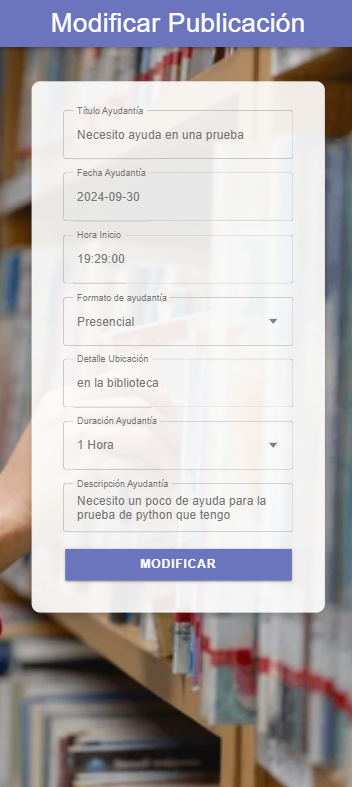 Modificar Publicación
Título Ayudantía
Necesito ayuda en una prueba
Fecha Ayudantía
2024-09-30
Hora Inicio
19:29:00
Formato de ayudantía
Presencial
Detalle Ubicación
en la biblioteca
Duración Ayudantía
1 Hora
Descripción Ayudantía
Necesito un poco de ayuda para la
prueba de python que tengo
MODIFICAR